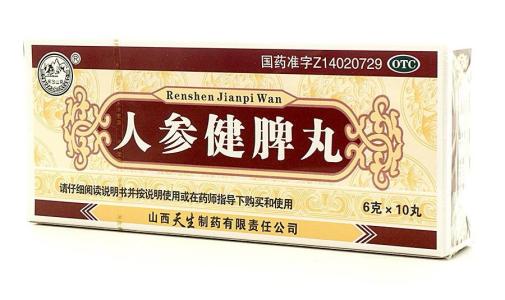 国药准字Z14020729 OTC
Renshen Jianpi Wan
人参健脾丸
请仔细阅读说明书并按说明使用或在药师指导下购买和使用
6克×10丸
山西天生制药有限责任公司